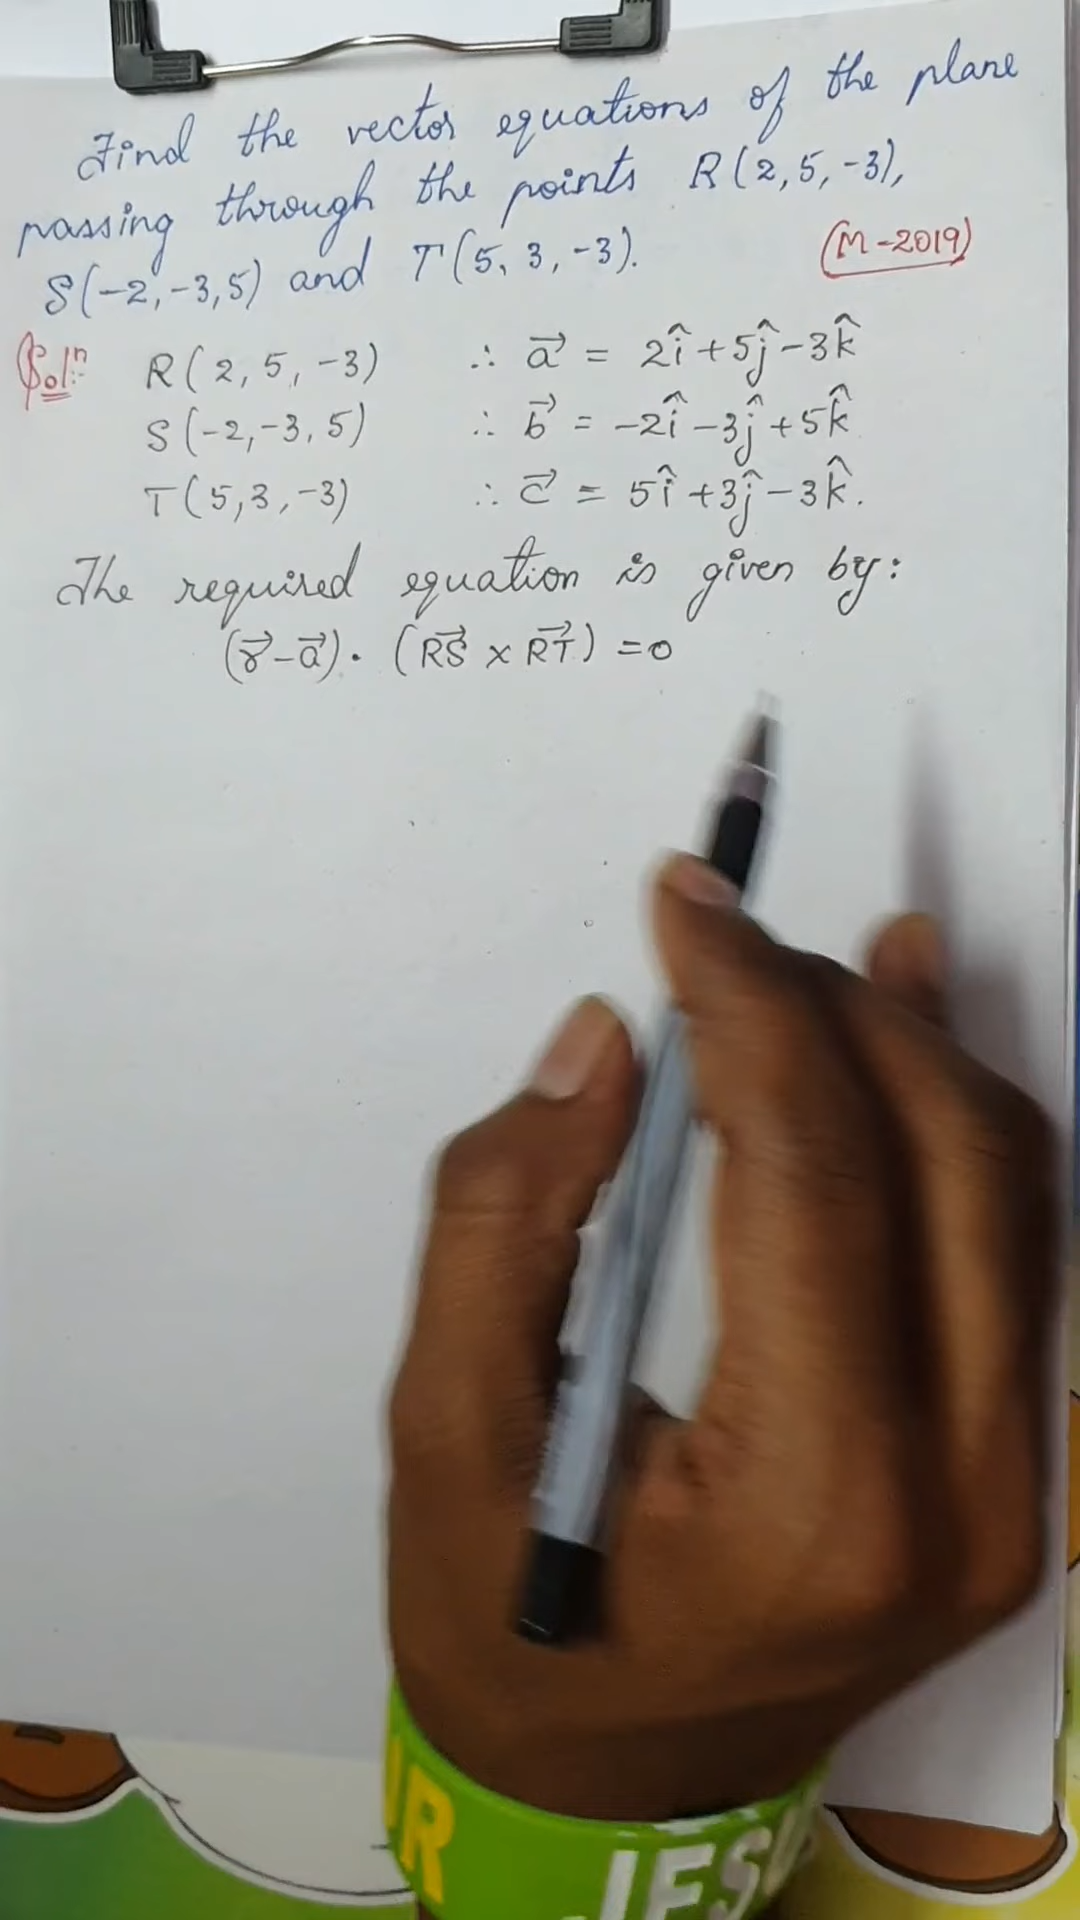 Find the vector equations of the plane
passing through the points R(2, 5, -3),
S(-2, -3, 5) and T(5, 3, -3).
(M-2019)
Solⁿ:
R(2, 5, -3) ∴ a⃗ = 2î + 5ĵ - 3k̂
S(-2, -3, 5) ∴ b⃗ = -2î - 3ĵ + 5k̂
T(5, 3, -3) ∴ c⃗ = 5î + 3ĵ - 3k̂.
The required equation is given by:
(r⃗ - a⃗) · (RS⃗ × RT⃗) = 0
UR JESUS